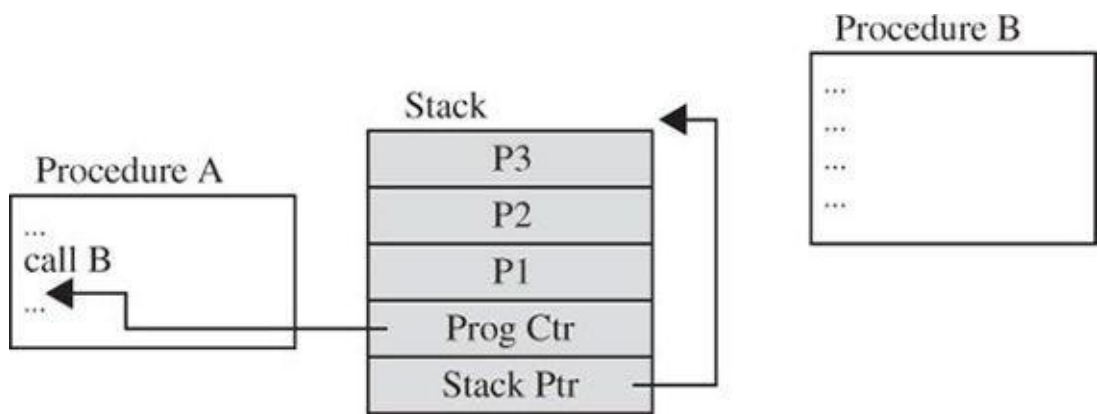 Procedure A
...
call B
...
Stack
P3
P2
P1
Prog Ctr
Stack Ptr
Procedure B
...
...
...
...